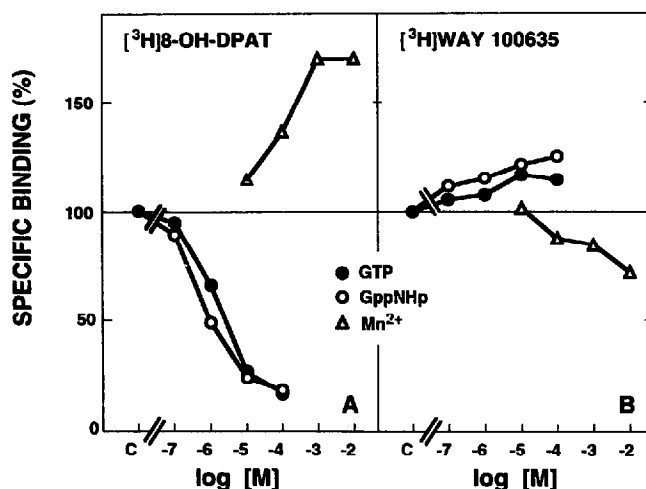 [³H]8-OH-DPAT
[³H]WAY 100635
SPECIFIC BINDING (%)
150
100
50
0
GTP
GppNHp
Mn²⁺
A
B
C -7 -6 -5 -4 -3 -2
C -7 -6 -5 -4 -3 -2
log [M]
log [M]